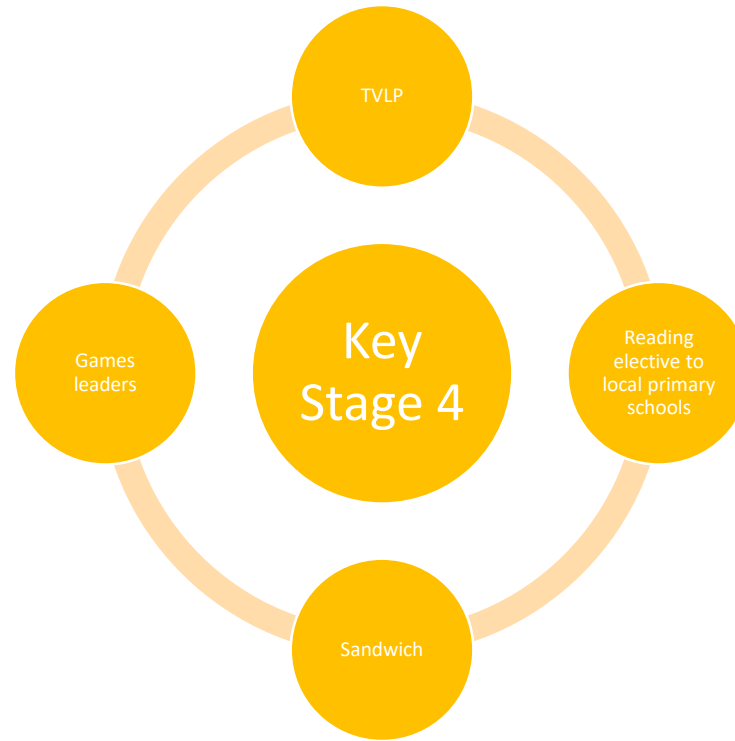 TVLP
Games
leaders
Key
Stage 4
Reading
elective to
local primary
schools
Sandwich